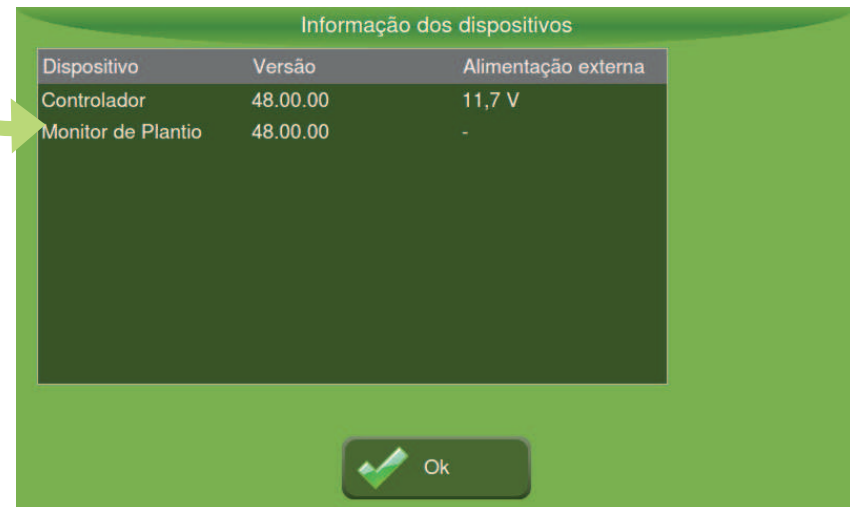 Informação dos dispositivos
Dispositivo Versão Alimentação externa
Controlador 48.00.00 11,7 V
Monitor de Plantio 48.00.00 -
Ok